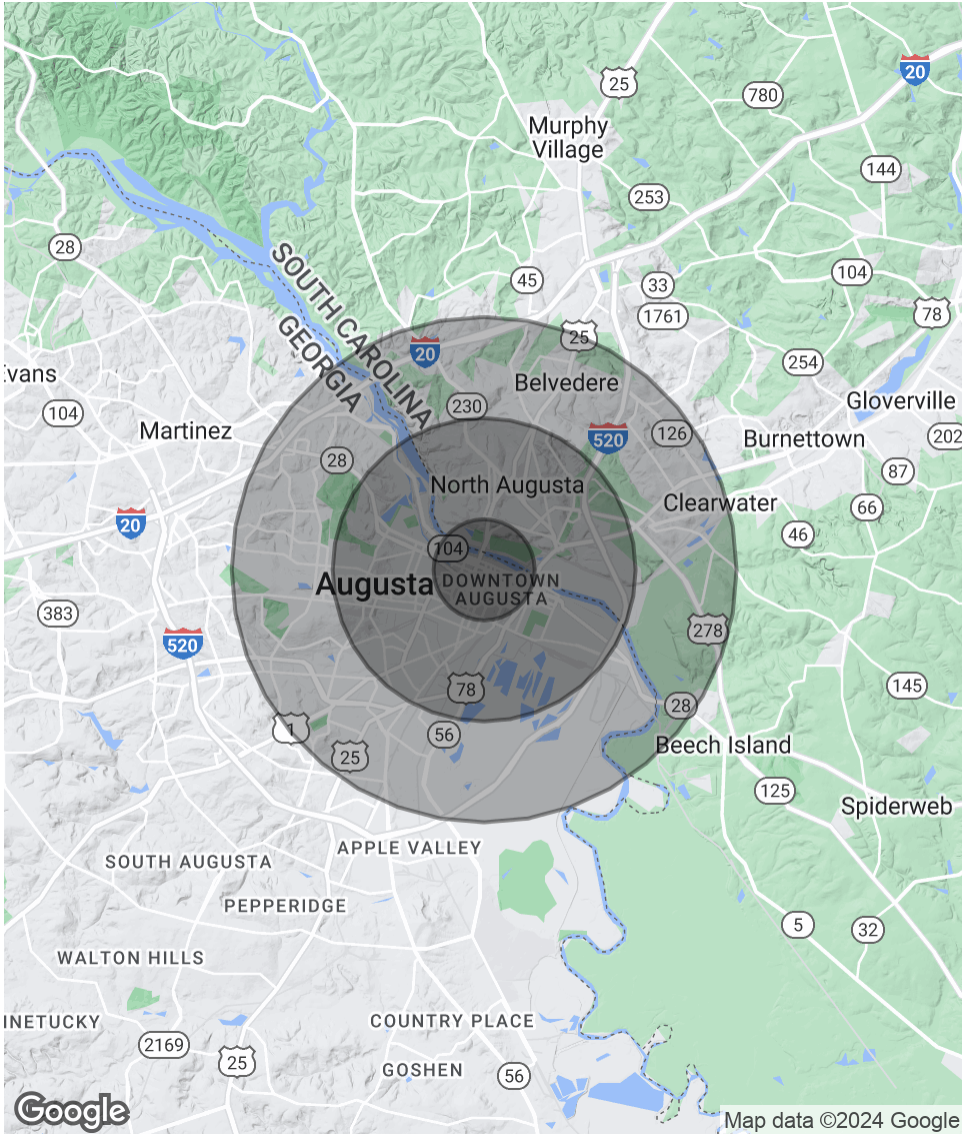 20
25
780
Murphy
Village
144
253
28
SOUTH CAROLINA
GEORGIA
45
33
104
1761
78
25
20
254
Evans
Belvedere
104
230
Gloverville
Martinez
126
520
Burnettown
202
28
87
North Augusta
Clearwater
66
20
46
104
Augusta
DOWNTOWN
AUGUSTA
383
278
520
78
145
28
1
56
25
Beech Island
125
Spiderweb
APPLE VALLEY
SOUTH AUGUSTA
PEPPERIDGE
5
32
WALTON HILLS
INETUCKY
COUNTRY PLACE
2169
25
GOSHEN
56
Google
Map data ©2024 Google